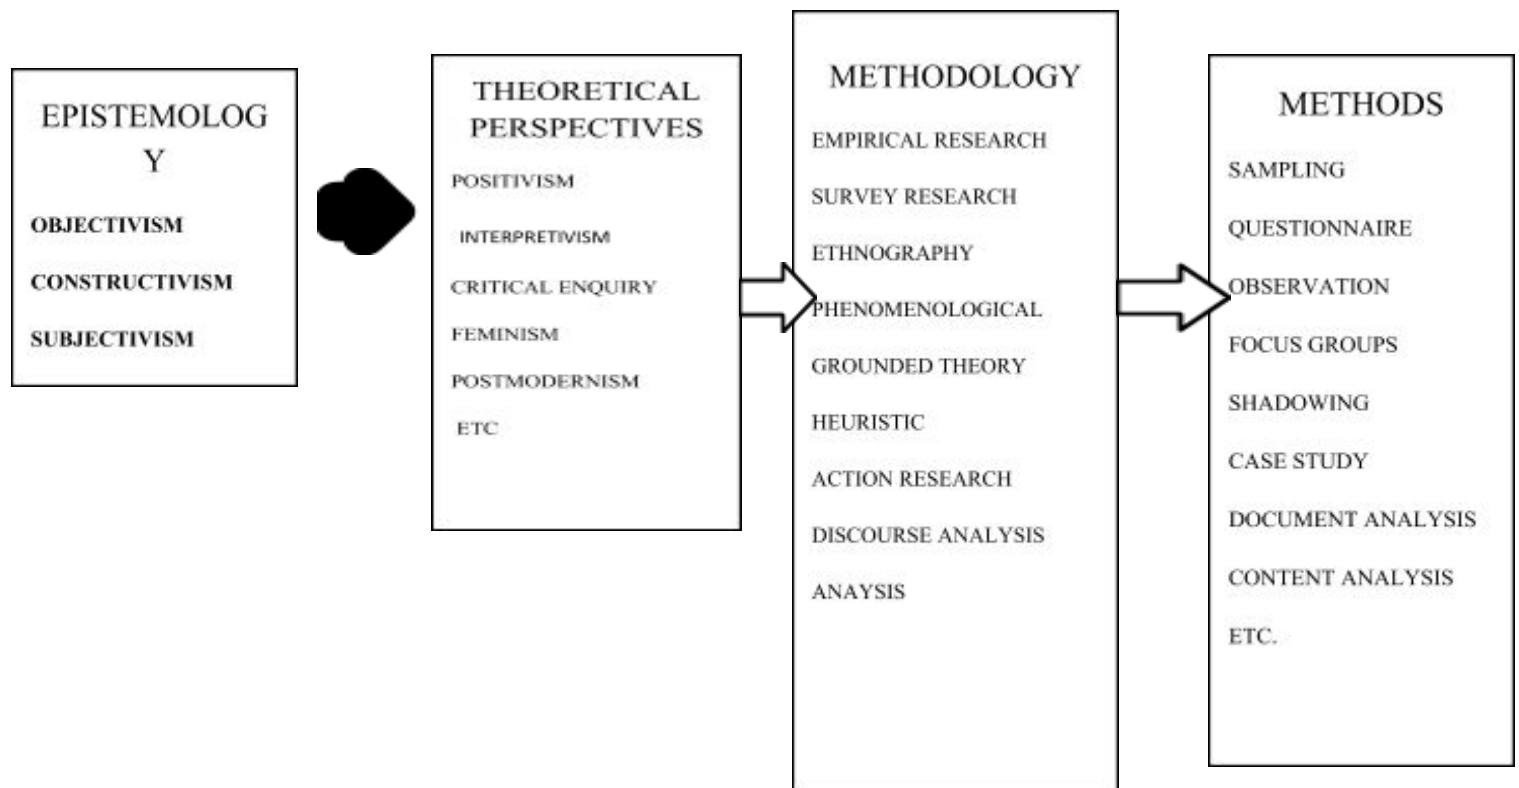 EPISTEMOLOG
Y
OBJECTIVISM
CONSTRUCTIVISM
SUBJECTIVISM
THEORETICAL
PERSPECTIVES
POSITIVISM
INTERPRETIVISM
CRITICAL ENQUIRY
FEMINISM
POSTMODERNISM
ETC
METHODOLOGY
EMPIRICAL RESEARCH
SURVEY RESEARCH
ETHNOGRAPHY
PHENOMENOLOGICAL
GROUNDED THEORY
HEURISTIC
ACTION RESEARCH
DISCOURSE ANALYSIS
ANAYSIS
METHODS
SAMPLING
QUESTIONNAIRE
OBSERVATION
FOCUS GROUPS
SHADOWING
CASE STUDY
DOCUMENT ANALYSIS
CONTENT ANALYSIS
ETC.